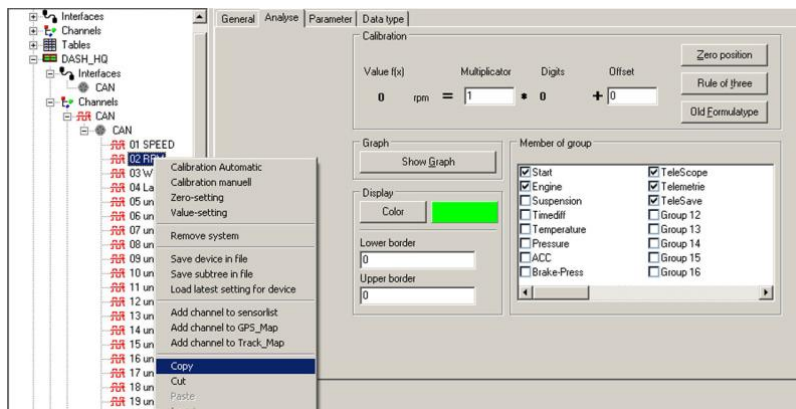 Interfaces
Channels
Tables
DASH_HQ
Interfaces
CAN
Channels
CAN
CAN
01 SPEED
02 RPM
03 W
04 La
05 un
06 un
07 un
08 un
09 un
10 un
11 un
12 un
13 un
14 un
15 un
16 un
17 un
18 un
19 un
Calibration Automatic
Calibration manuell
Zero-setting
Value-setting
Remove system
Save device in file
Save subtree in file
Load latest setting for device
Add channel to sensorlist
Add channel to GPS_Map
Add channel to Track_Map
Copy
Cut
Paste
General Analyse Parameter Data type
Calibration
Value f(x) Multiplicator Digits Offset
0 rpm = 1 * 0 + 0
Zero position
Rule of three
Old Formulatype
Graph
Show Graph
Display
Color
Lower border
0
Upper border
0
Member of group
Start
Engine
Suspension
Timediff
Temperature
Pressure
ACC
Brake-Press
TeleScope
Telemetrie
TeleSave
Group 12
Group 13
Group 14
Group 15
Group 16